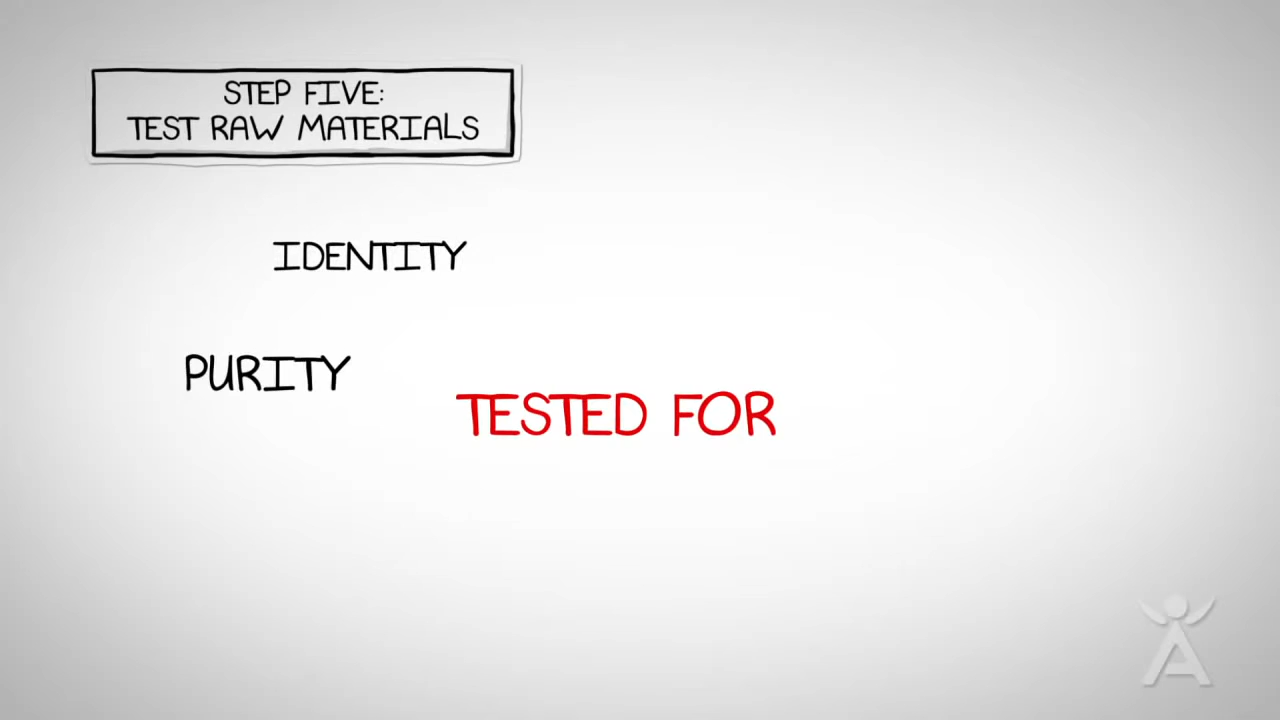 STEP FIVE:
TEST RAW MATERIALS
IDENTITY
PURITY
TESTED FOR